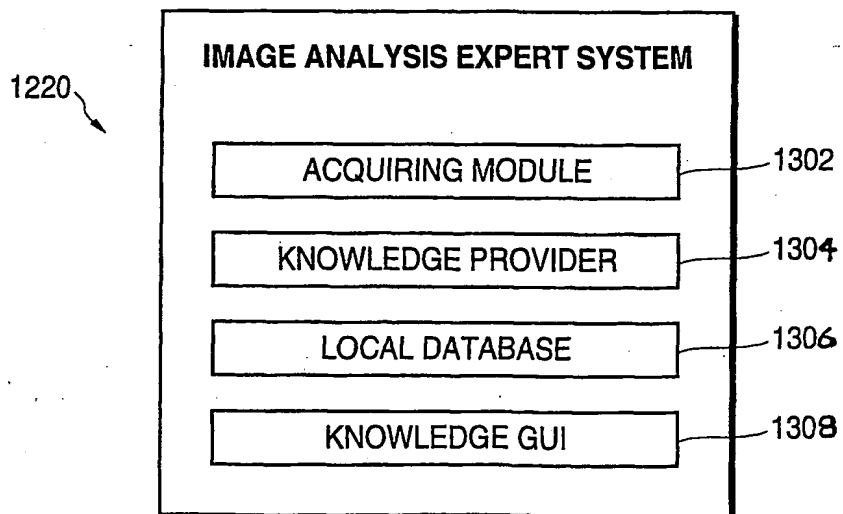 IMAGE ANALYSIS EXPERT SYSTEM
1220
ACQUIRING MODULE
1302
KNOWLEDGE PROVIDER
1304
LOCAL DATABASE
1306
KNOWLEDGE GUI
1308